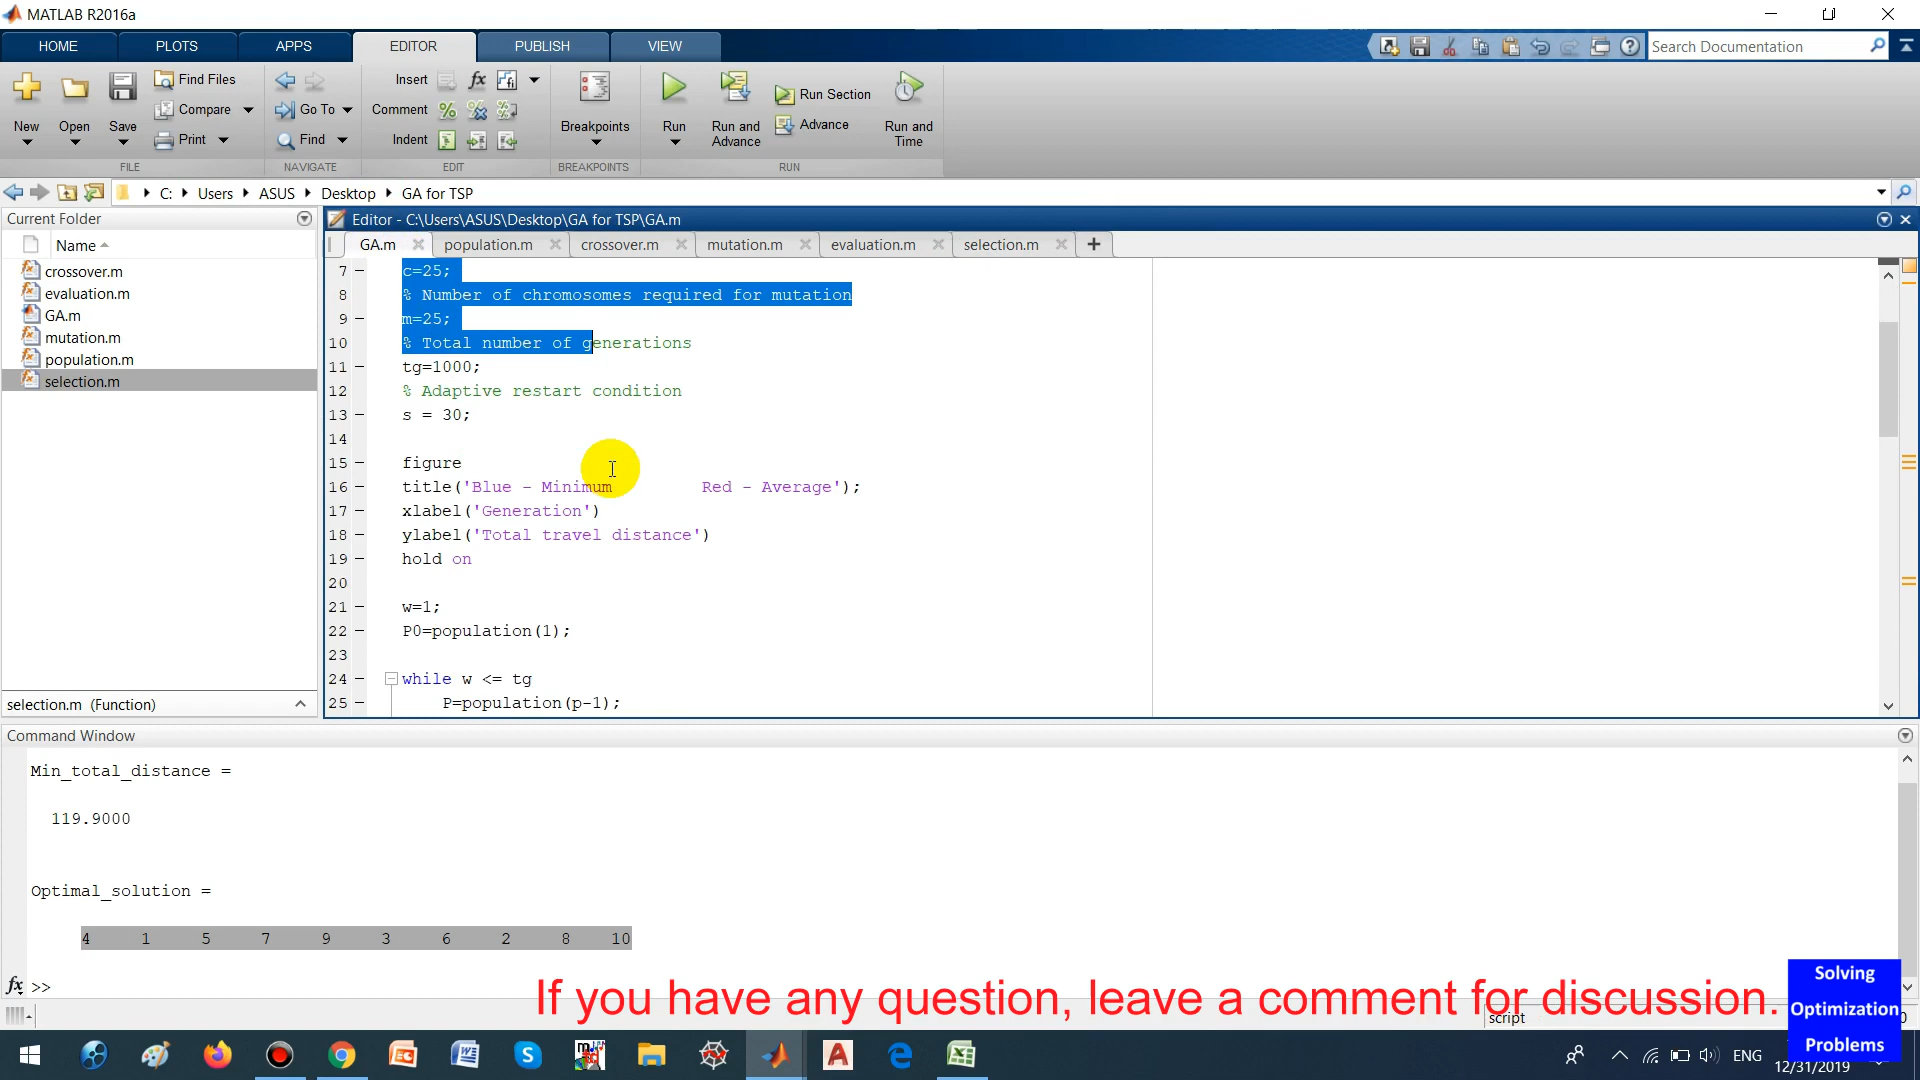 MATLAB R2016a
HOME PLOTS APPS EDITOR PUBLISH VIEW
Search Documentation
New Open Save
Find Files
Compare
Print
Go To
Find
Insert fx
Comment
Indent
Breakpoints
Run
Run and Advance
Run Section
Advance
Run and Time
FILE NAVIGATE EDIT BREAKPOINTS RUN
C: Users ASUS Desktop GA for TSP
Current Folder
Name
crossover.m
evaluation.m
GA.m
mutation.m
population.m
selection.m
selection.m (Function)
Editor - C:\Users\ASUS\Desktop\GA for TSP\GA.m
GA.m population.m crossover.m mutation.m evaluation.m selection.m
7 – c=25;
8 % Number of chromosomes required for mutation
9 – m=25;
10 % Total number of generations
11 – tg=1000;
12 % Adaptive restart condition
13 – s = 30;
14
15 – figure
16 – title('Blue - Minimum         Red - Average');
17 – xlabel('Generation')
18 – ylabel('Total travel distance')
19 – hold on
20
21 – w=1;
22 – P0=population(1);
23
24 – while w <= tg
25 – P=population(p-1);
Command Window
Min_total_distance =
119.9000
Optimal_solution =
4 1 5 7 9 3 6 2 8 10
fx >>
If you have any question, leave a comment for discussion.
script
Solving
Optimization
Problems
ENG
12/31/2019